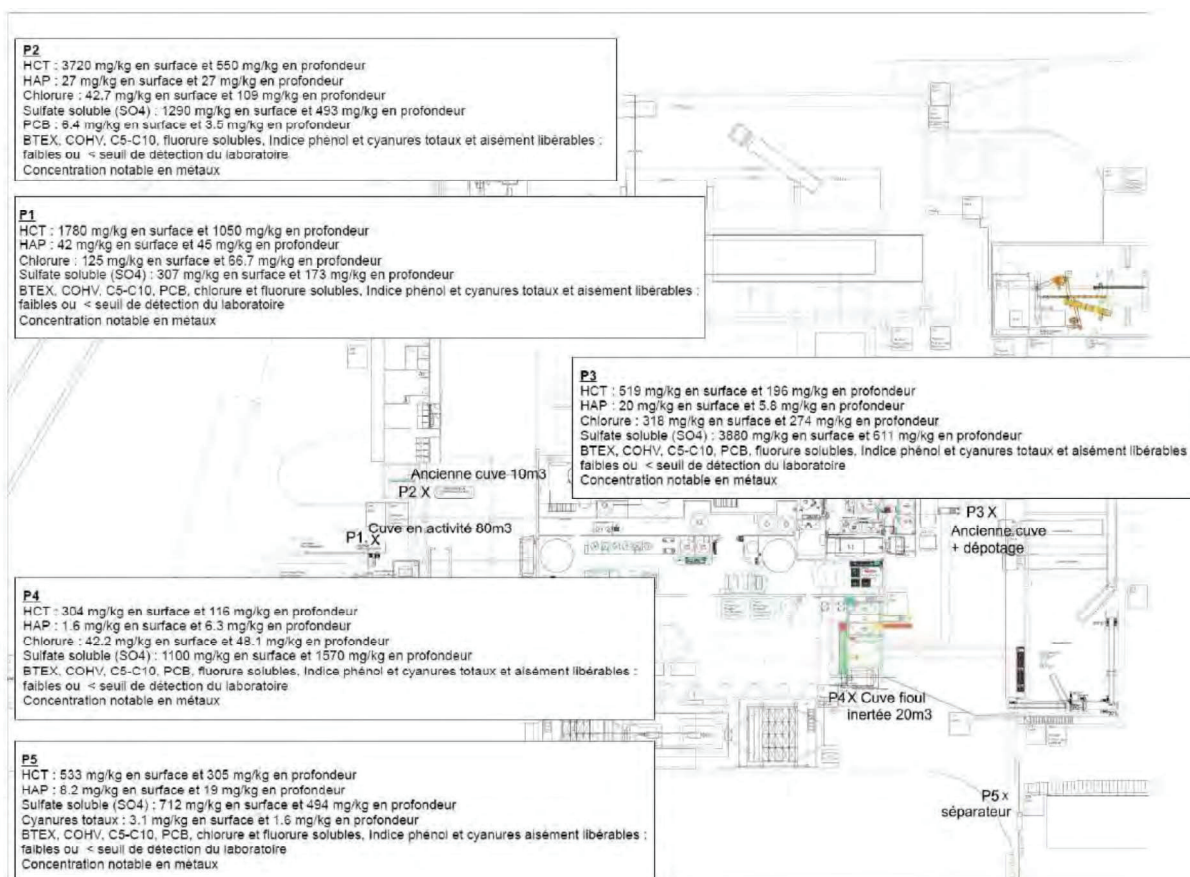 P2
HCT : 3720 mg/kg en surface et 550 mg/kg en profondeur
HAP : 27 mg/kg en surface et 27 mg/kg en profondeur
Chlorure : 42.7 mg/kg en surface et 109 mg/kg en profondeur
Sulfate soluble (SO4) : 1290 mg/kg en surface et 493 mg/kg en profondeur
PCB : 6.4 mg/kg en surface et 3.5 mg/kg en profondeur
BTEX, COHV, C5-C10, fluorure solubles, Indice phénol et cyanures totaux et aisément libérables :
faibles ou < seuil de détection du laboratoire
Concentration notable en métaux
P1
HCT : 1780 mg/kg en surface et 1050 mg/kg en profondeur
HAP : 42 mg/kg en surface et 45 mg/kg en profondeur
Chlorure : 125 mg/kg en surface et 66.7 mg/kg en profondeur
Sulfate soluble (SO4) : 307 mg/kg en surface et 173 mg/kg en profondeur
BTEX, COHV, C5-C10, PCB, chlorure et fluorure solubles, Indice phénol et cyanures totaux et aisément libérables :
faibles ou < seuil de détection du laboratoire
Concentration notable en métaux
P3
HCT : 519 mg/kg en surface et 196 mg/kg en profondeur
HAP : 20 mg/kg en surface et 5.8 mg/kg en profondeur
Chlorure : 318 mg/kg en surface et 274 mg/kg en profondeur
Sulfate soluble (SO4) : 3880 mg/kg en surface et 611 mg/kg en profondeur
BTEX, COHV, C5-C10, PCB, fluorure solubles, Indice phénol et cyanures totaux et aisément libérables
faibles ou < seuil de détection du laboratoire
Concentration notable en métaux
Ancienne cuve 10m3
P2 X
Cuve en activité 80m3
P1 X
P3 X
Ancienne cuve
+ dépotage
P4
HCT : 304 mg/kg en surface et 116 mg/kg en profondeur
HAP : 1.6 mg/kg en surface et 6.3 mg/kg en profondeur
Chlorure : 42.2 mg/kg en surface et 48.1 mg/kg en profondeur
Sulfate soluble (SO4) : 1100 mg/kg en surface et 1570 mg/kg en profondeur
BTEX, COHV, C5-C10, PCB, fluorure solubles, Indice phénol et cyanures totaux et aisément libérables :
faibles ou < seuil de détection du laboratoire
Concentration notable en métaux
P4X Cuve fioul
inertée 20m3
P5
HCT : 533 mg/kg en surface et 305 mg/kg en profondeur
HAP : 8.2 mg/kg en surface et 19 mg/kg en profondeur
Sulfate soluble (SO4) : 712 mg/kg en surface et 494 mg/kg en profondeur
Cyanures totaux : 3.1 mg/kg en surface et 1.6 mg/kg en profondeur
BTEX, COHV, C5-C10, PCB, chlorure et fluorure solubles, Indice phénol et cyanures aisément libérables :
faibles ou < seuil de détection du laboratoire
Concentration notable en métaux
P5 x
séparateur